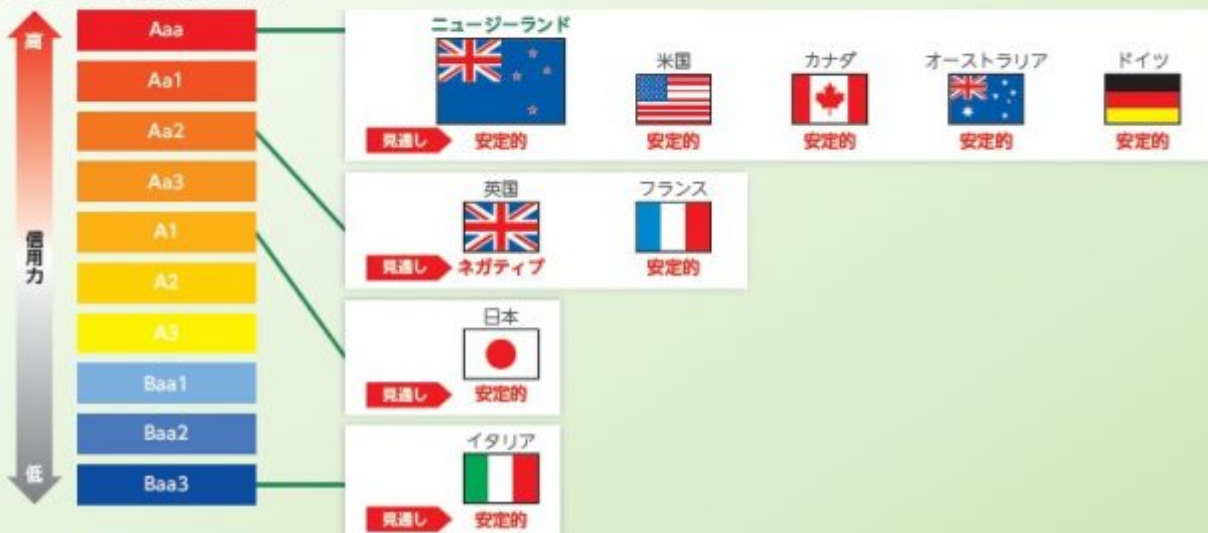 高
信用力
低
Aaa
Aa1
Aa2
Aa3
A1
A2
A3
Baa1
Baa2
Baa3
ニュージーランド
米国
カナダ
オーストラリア
ドイツ
見通し 安定的 安定的 安定的 安定的 安定的
英国
フランス
見通し ネガティブ 安定的
日本
見通し 安定的
イタリア
見通し 安定的